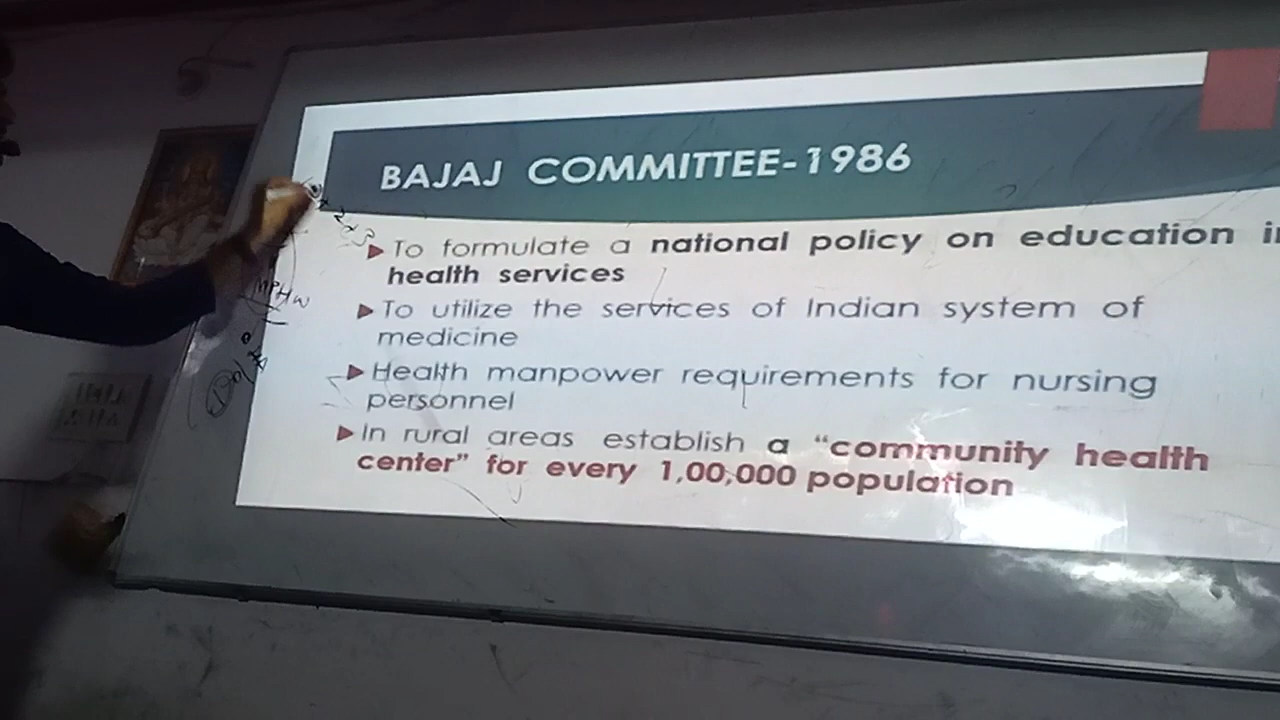 BAJAJ COMMITTEE-1986
To formulate a national policy on education in
health services
To utilize the services of Indian system of
medicine
Health manpower requirements for nursing
personnel
In rural areas establish a “community health
center” for every 1,00,000 population
MPHW